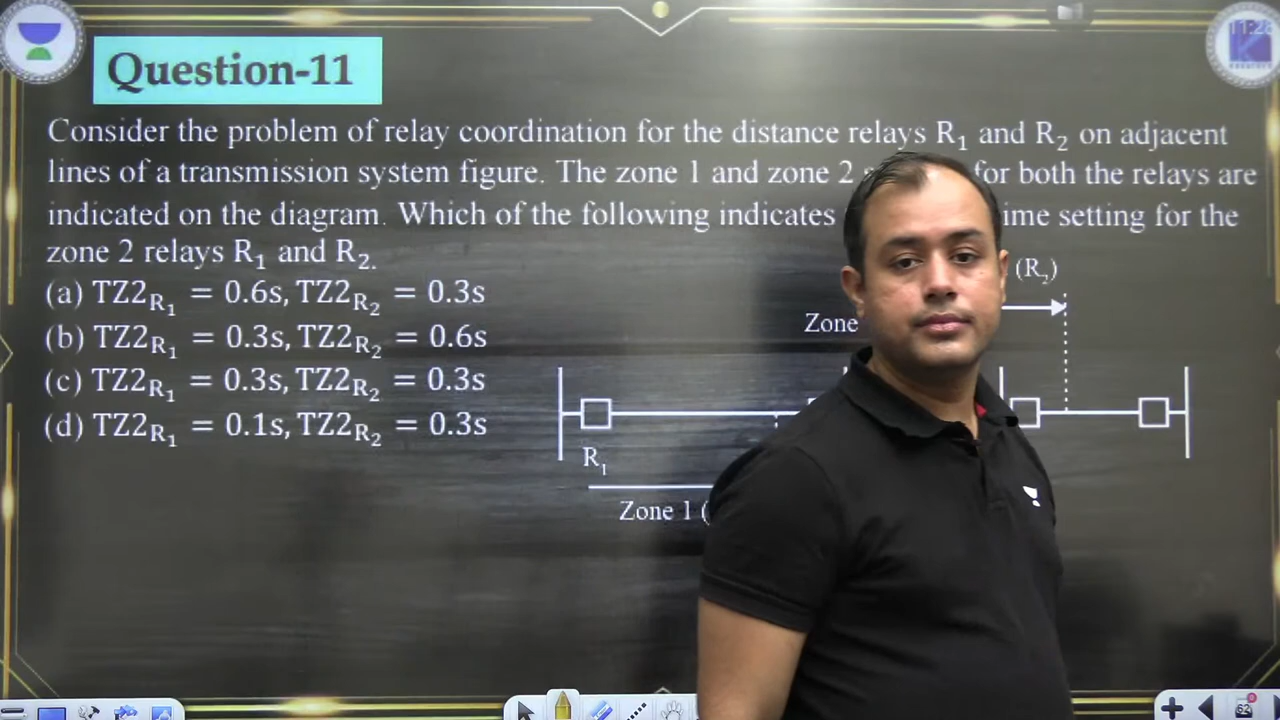 11:28
Question-11
Consider the problem of relay coordination for the distance relays R₁ and R₂ on adjacent
lines of a transmission system figure. The zone 1 and zone 2 for both the relays are
indicated on the diagram. Which of the following indicates setting for the
zone 2 relays R₁ and R₂.
(a) TZ2R₁ = 0.6s, TZ2R₂ = 0.3s
(b) TZ2R₁ = 0.3s, TZ2R₂ = 0.6s
(c) TZ2R₁ = 0.3s, TZ2R₂ = 0.3s
(d) TZ2R₁ = 0.1s, TZ2R₂ = 0.3s
(R₂)
Zone
R₁
Zone 1 (
62